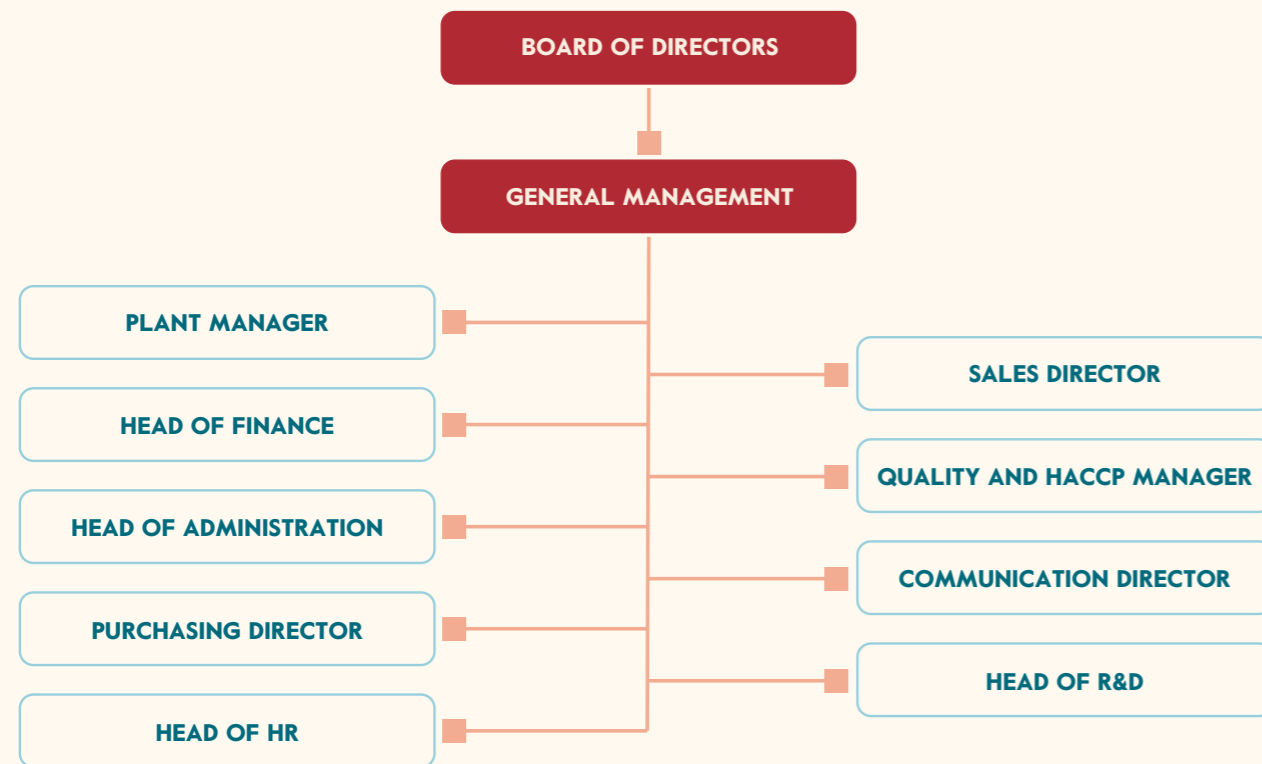 BOARD OF DIRECTORS
GENERAL MANAGEMENT
PLANT MANAGER
HEAD OF FINANCE
HEAD OF ADMINISTRATION
PURCHASING DIRECTOR
HEAD OF HR
SALES DIRECTOR
QUALITY AND HACCP MANAGER
COMMUNICATION DIRECTOR
HEAD OF R&D